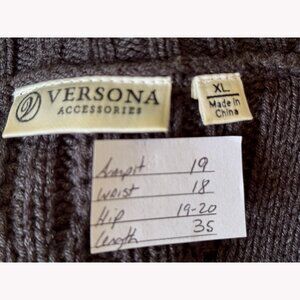 VERSONA
ACCESSORIES
XL
Made in
China
Armpit 19
Waist 18
Hip 19-20
Length 35